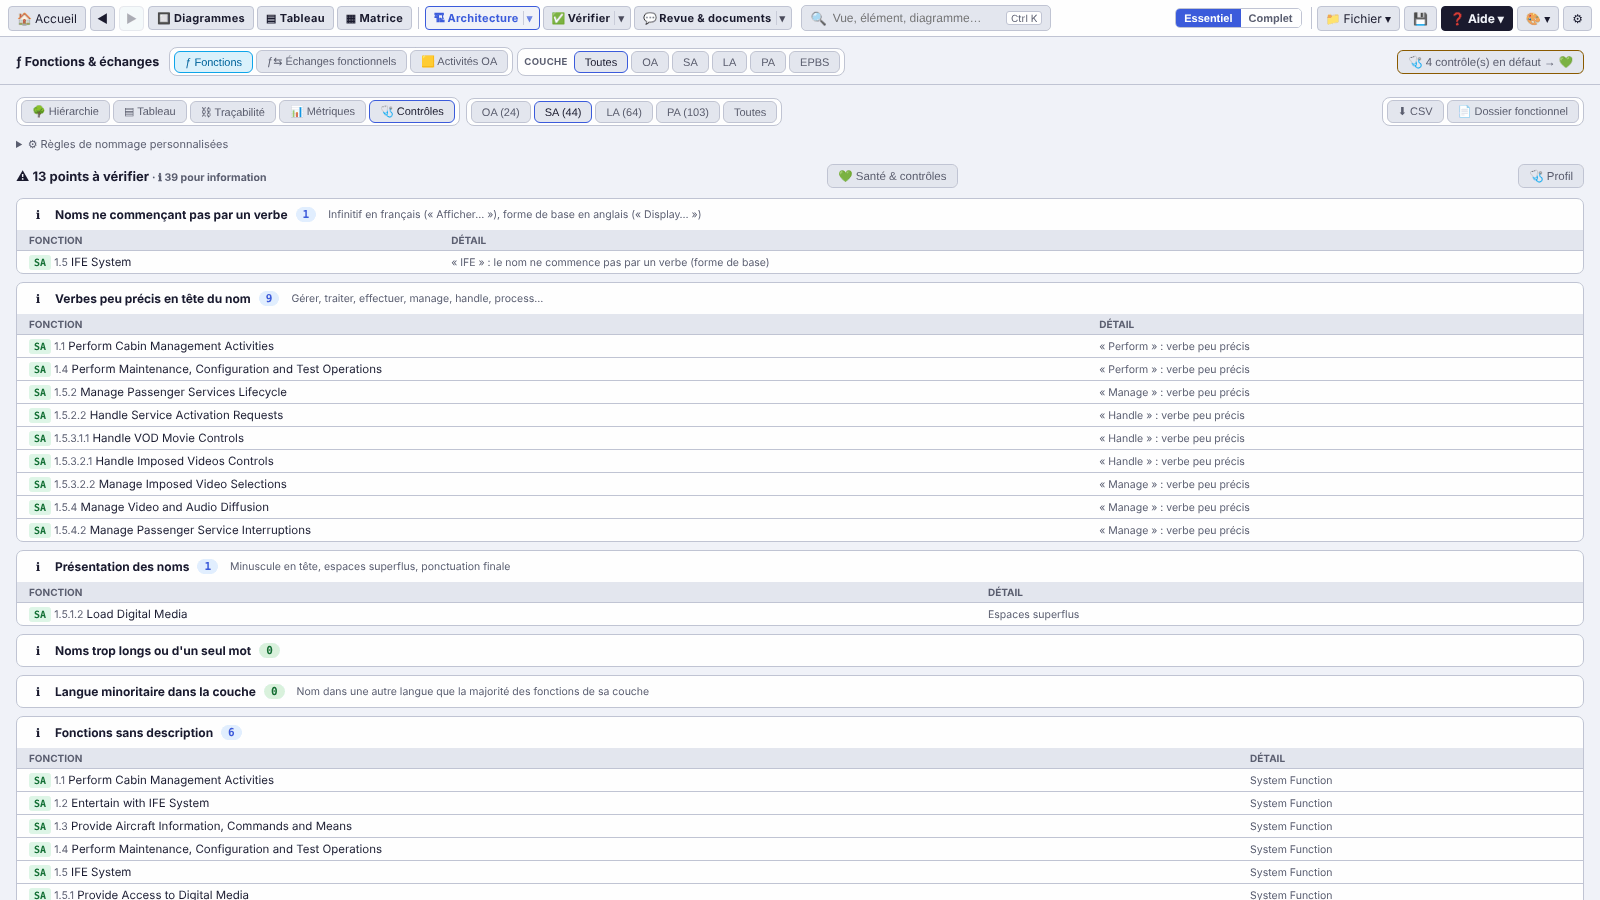 🏠 Accueil ◀ ▶ 🔲 Diagrammes ▤ Tableau ▦ Matrice 🏗 Architecture ▾ ✅ Vérifier ▾ 💬 Revue & documents ▾ 🔍 Vue, élément, diagramme… Ctrl K Essentiel Complet 📁 Fichier ▾ 💾 ❓ Aide ▾ 🎨 ▾ ⚙
ƒ Fonctions & échanges ƒ Fonctions ƒ⇆ Échanges fonctionnels 🟨 Activités OA COUCHE Toutes OA SA LA PA EPBS 🩺 4 contrôle(s) en défaut → 💚
🌳 Hiérarchie ▤ Tableau ⛓ Traçabilité 📊 Métriques 🩺 Contrôles OA (24) SA (44) LA (64) PA (103) Toutes ⬇ CSV 📄 Dossier fonctionnel
▶ ⚙ Règles de nommage personnalisées
⚠ 13 points à vérifier · ℹ 39 pour information 💚 Santé & contrôles 🩺 Profil
ℹ Noms ne commençant pas par un verbe 1 Infinitif en français (« Afficher… »), forme de base en anglais (« Display… »)
FONCTION DÉTAIL
SA 1.5 IFE System « IFE » : le nom ne commence pas par un verbe (forme de base)
ℹ Verbes peu précis en tête du nom 9 Gérer, traiter, effectuer, manage, handle, process…
FONCTION DÉTAIL
SA 1.1 Perform Cabin Management Activities « Perform » : verbe peu précis
SA 1.4 Perform Maintenance, Configuration and Test Operations « Perform » : verbe peu précis
SA 1.5.2 Manage Passenger Services Lifecycle « Manage » : verbe peu précis
SA 1.5.2.2 Handle Service Activation Requests « Handle » : verbe peu précis
SA 1.5.3.1.1 Handle VOD Movie Controls « Handle » : verbe peu précis
SA 1.5.3.2.1 Handle Imposed Videos Controls « Handle » : verbe peu précis
SA 1.5.3.2.2 Manage Imposed Video Selections « Manage » : verbe peu précis
SA 1.5.4 Manage Video and Audio Diffusion « Manage » : verbe peu précis
SA 1.5.4.2 Manage Passenger Service Interruptions « Manage » : verbe peu précis
ℹ Présentation des noms 1 Minuscule en tête, espaces superflus, ponctuation finale
FONCTION DÉTAIL
SA 1.5.1.2 Load Digital Media Espaces superflus
ℹ Noms trop longs ou d'un seul mot 0
ℹ Langue minoritaire dans la couche 0 Nom dans une autre langue que la majorité des fonctions de sa couche
ℹ Fonctions sans description 6
FONCTION DÉTAIL
SA 1.1 Perform Cabin Management Activities System Function
SA 1.2 Entertain with IFE System System Function
SA 1.3 Provide Aircraft Information, Commands and Means System Function
SA 1.4 Perform Maintenance, Configuration and Test Operations System Function
SA 1.5 IFE System System Function
SA 1.5.1 Provide Access to Digital Media System Function